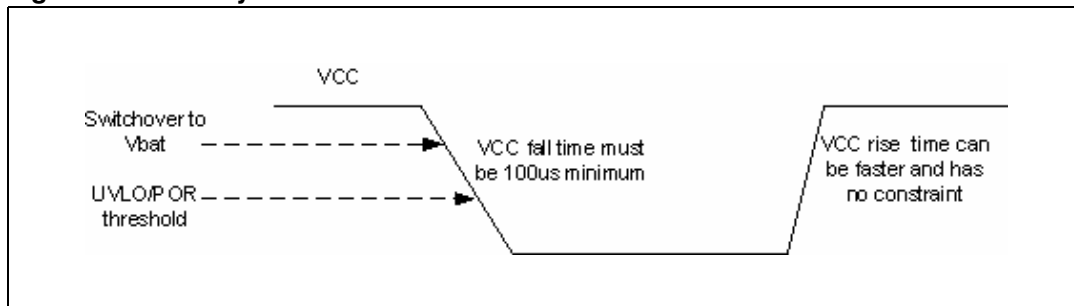 VCC
Switchover to
Vbat
VCC fall time must
be 100us minimum
VCC rise time can
be faster and has
no constraint
UVLO/POR
threshold